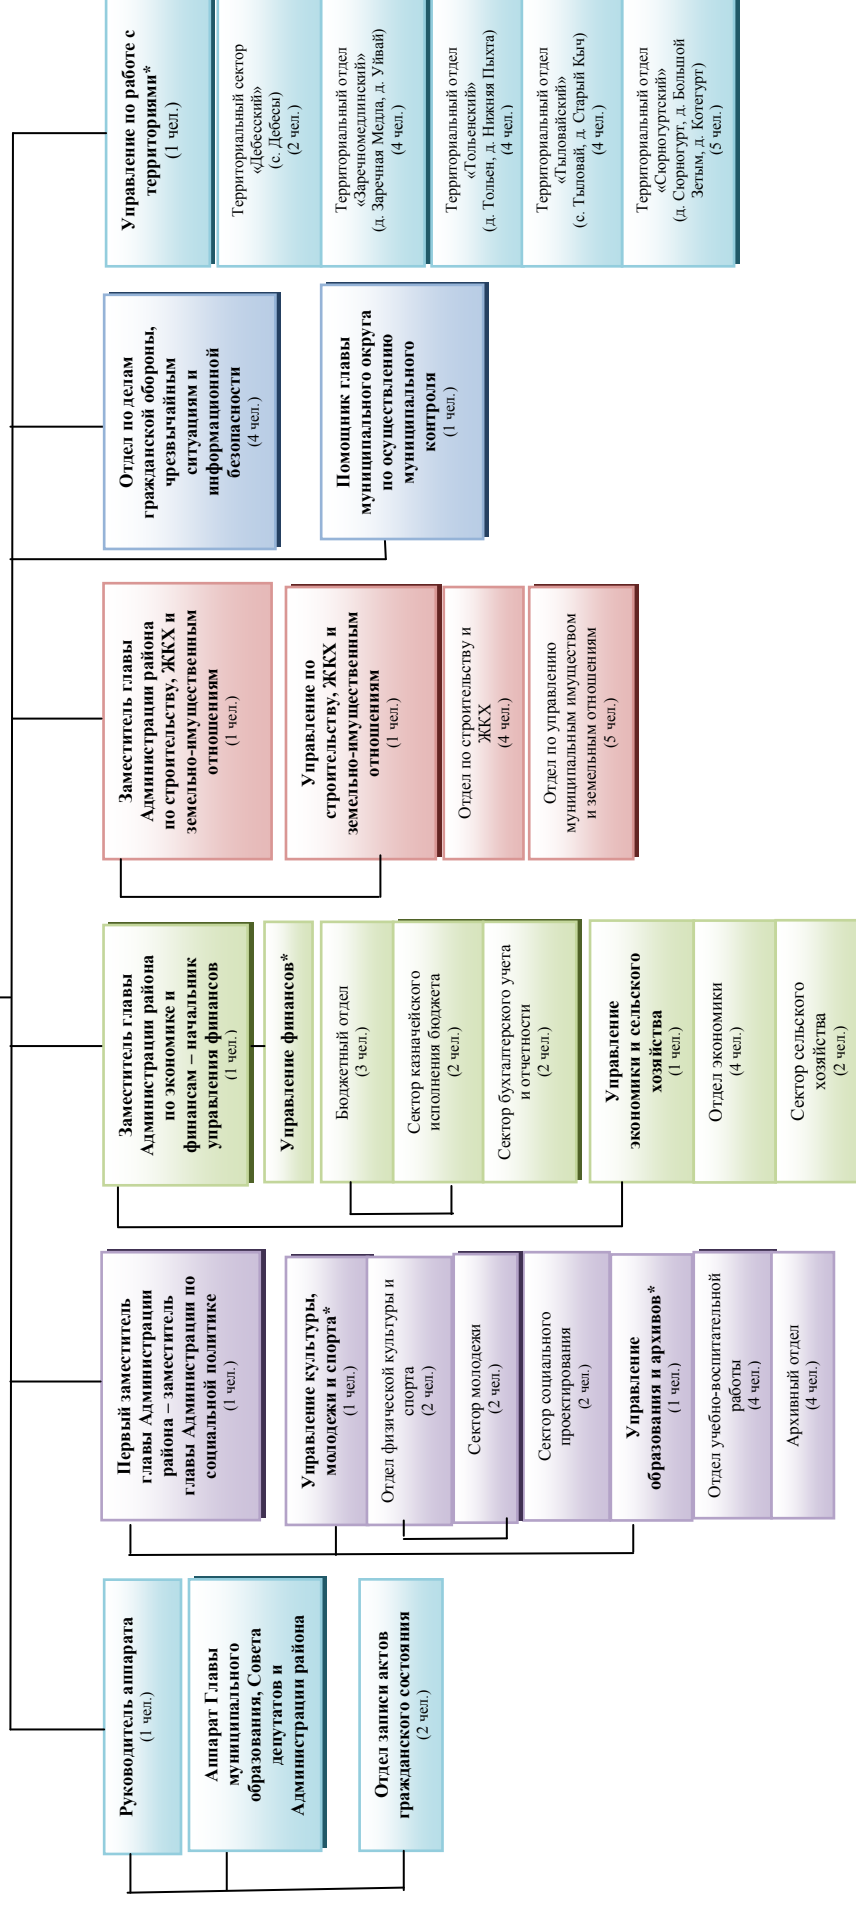 Руководитель аппарата
(1 чел.)
Аппарат Главы
муниципального
образования, Совета
депутатов и
Администрации района
Отдел записи актов
гражданского состояния
(2 чел.)
Первый заместитель
главы Администрации
района – заместитель
главы Администрации по
социальной политике
(1 чел.)
Управление культуры,
молодежи и спорта*
(1 чел.)
Отдел физической культуры и
спорта
(2 чел.)
Сектор молодежи
(2 чел.)
Сектор социального
проектирования
(2 чел.)
Управление
образования и архивов*
(1 чел.)
Отдел учебно-воспитательной
работы
(4 чел.)
Архивный отдел
(4 чел.)
Заместитель главы
Администрации района
по экономике и
финансам – начальник
управления финансов
(1 чел.)
Управление финансов*
Бюджетный отдел
(3 чел.)
Сектор казначейского
исполнения бюджета
(2 чел.)
Сектор бухгалтерского учета
и отчетности
(2 чел.)
Управление
экономики и сельского
хозяйства
(1 чел.)
Отдел экономики
(4 чел.)
Сектор сельского
хозяйства
(2 чел.)
Заместитель главы
Администрации района
по строительству, ЖКХ и
земельно-имущественным
отношениям
(1 чел.)
Управление по
строительству, ЖКХ и
земельно-имущественным
отношениям
(1 чел.)
Отдел по строительству и
ЖКХ
(4 чел.)
Отдел по управлению
муниципальным имуществом
и земельным отношениям
(5 чел.)
Отдел по делам
гражданской обороны,
чрезвычайным
ситуациям и
информационной
безопасности
(4 чел.)
Помощник главы
муниципального округа
по осуществлению
муниципального
контроля
(1 чел.)
Управление по работе с
территориями*
(1 чел.)
Территориальный сектор
«Дебесский»
(с. Дебесы)
(2 чел.)
Территориальный отдел
«Заречномедлинский»
(д. Заречная Медла, д. Уйвай)
(4 чел.)
Территориальный отдел
«Тольенский»
(д. Тольен, д. Нижняя Пыхта)
(4 чел.)
Территориальный отдел
«Тыловайский»
(с. Тыловай, д. Старый Кыч)
(4 чел.)
Территориальный отдел
«Сюрногуртский»
(д. Сюрногурт, д. Большой
Зетым, д. Котегурт)
(5 чел.)